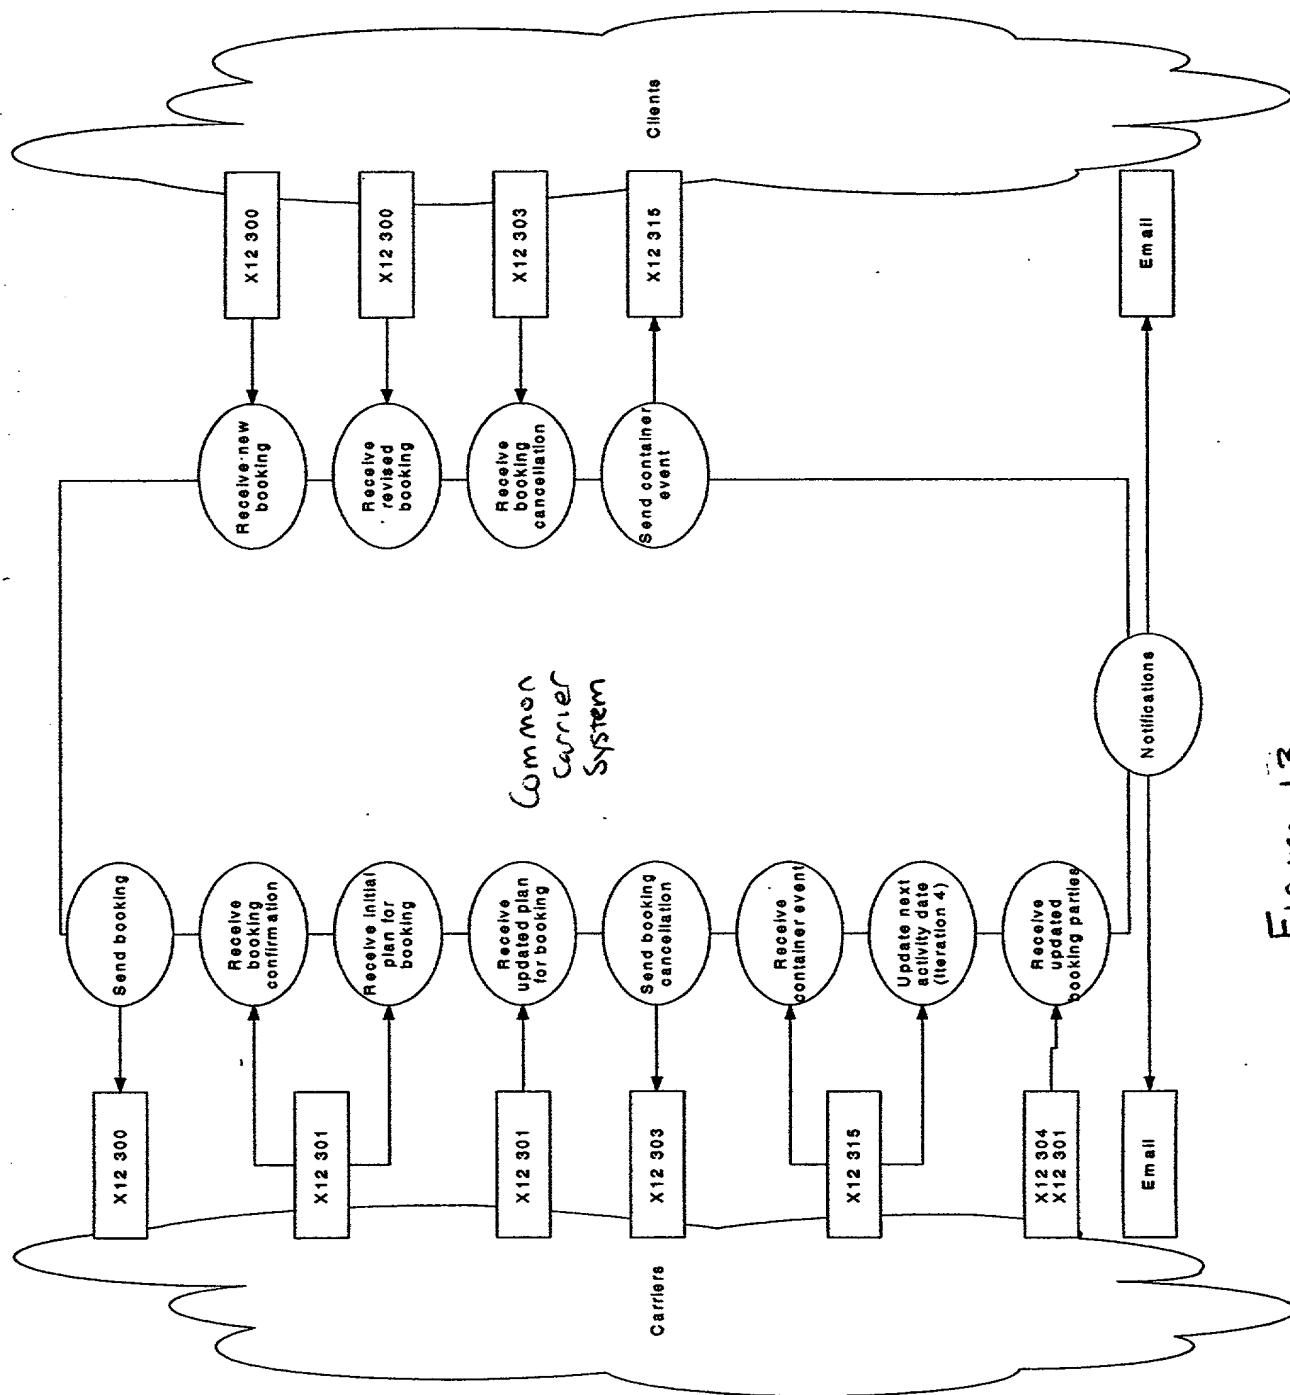 Carriers
X12 300
X12 301
X12 301
X12 303
X12 315
X12 304
X12 301
Email
Send booking
Receive
booking
confirmation
Receive initial
plan for
booking
Receive
updated plan
for booking
Send booking
cancellation
Receive
container event
Update next
activity date
(Iteration 4)
Receive
updated
booking parties
Common
Carrier
System
Notifications
Receive new
booking
Receive
revised
booking
Receive
booking
cancellation
Send container
event
X12 300
X12 300
X12 303
X12 315
Email
Clients